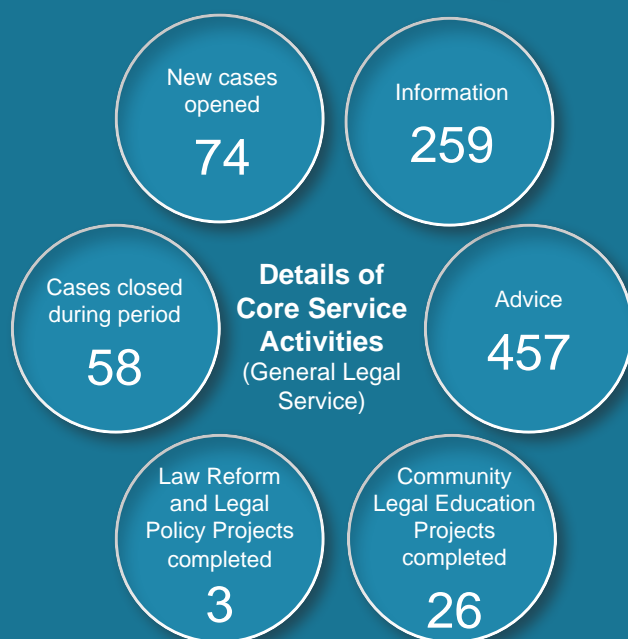 New cases
opened
74
Information
259
Cases closed
during period
58
Details of
Core Service
Activities
(General Legal
Service)
Advice
457
Law Reform
and Legal
Policy Projects
completed
3
Community
Legal Education
Projects
completed
26